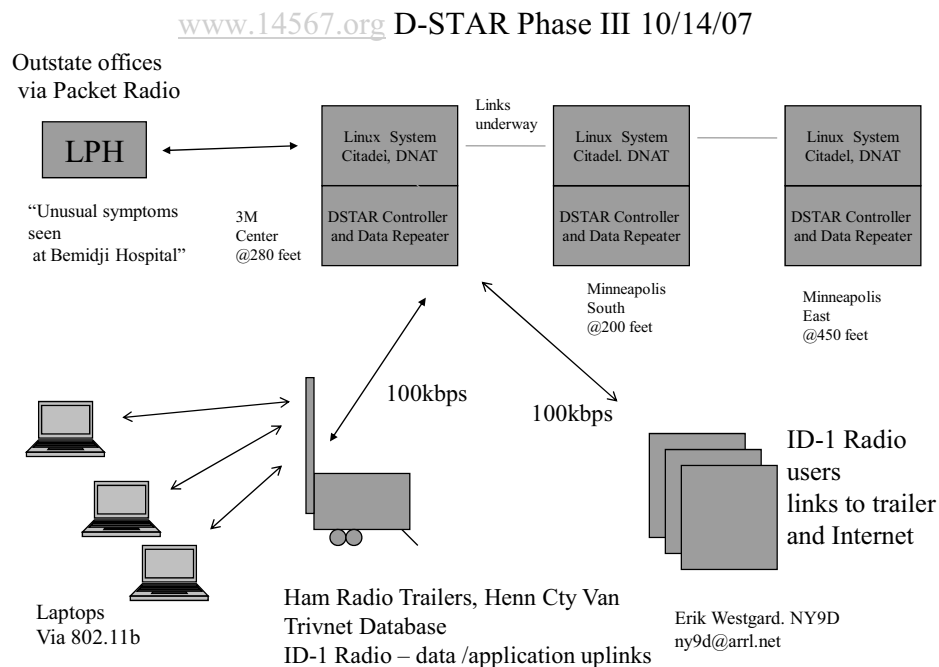 www.14567.org D-STAR Phase III 10/14/07
Outstate offices
via Packet Radio
LPH
"Unusual symptoms
seen
at Bemidji Hospital"
3M
Center
@280 feet
Linux System
Citadei, DNAT
DSTAR Controller
and Data Repeater
Links
underway
Linux System
Citadel. DNAT
DSTAR Controller
and Data Repeater
Minneapolis
South
@200 feet
Linux System
Citadel, DNAT
DSTAR Controller
and Data Repeater
Minneapolis
East
@450 feet
100kbps
100kbps
ID-1 Radio
users
links to trailer
and Internet
Laptops
Via 802.11b
Ham Radio Trailers, Henn Cty Van
Trivnet Database
ID-1 Radio – data /application uplinks
Erik Westgard. NY9D
ny9d@arrl.net